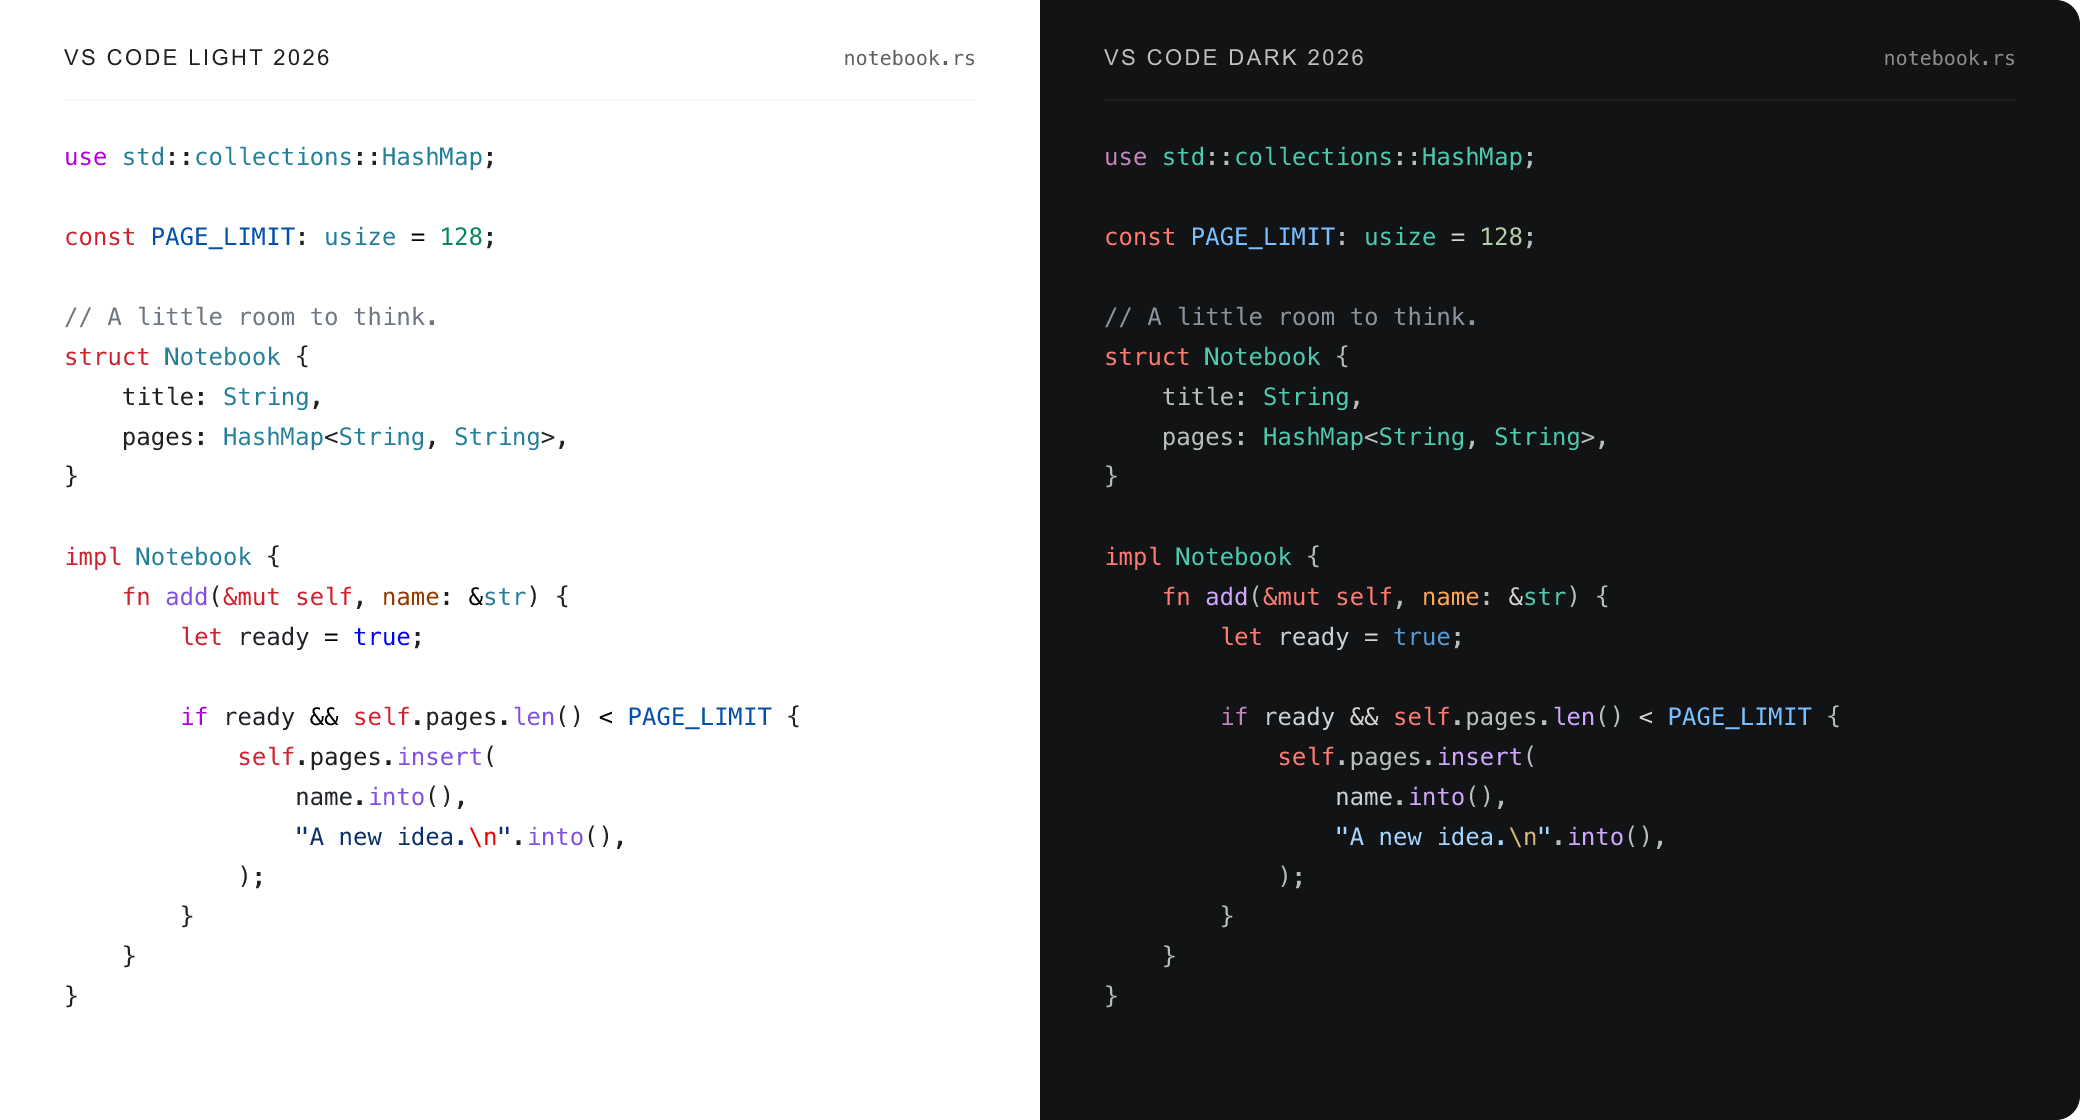 VS CODE LIGHT 2026
notebook.rs
use std::collections::HashMap;
const PAGE_LIMIT: usize = 128;
// A little room to think.
struct Notebook {
    title: String,
    pages: HashMap<String, String>,
}
impl Notebook {
    fn add(&mut self, name: &str) {
        let ready = true;
        if ready && self.pages.len() < PAGE_LIMIT {
            self.pages.insert(
                name.into(),
                "A new idea.\n".into(),
            );
        }
    }
}
VS CODE DARK 2026
notebook.rs
use std::collections::HashMap;
const PAGE_LIMIT: usize = 128;
// A little room to think.
struct Notebook {
    title: String,
    pages: HashMap<String, String>,
}
impl Notebook {
    fn add(&mut self, name: &str) {
        let ready = true;
        if ready && self.pages.len() < PAGE_LIMIT {
            self.pages.insert(
                name.into(),
                "A new idea.\n".into(),
            );
        }
    }
}